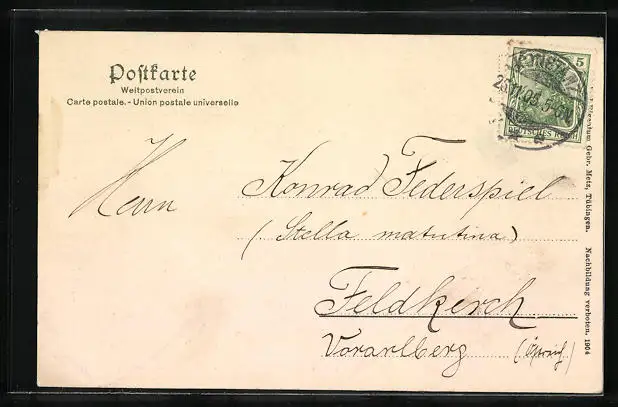 Postkarte
Weltpostverein
Carte postale. - Union postale universelle
5
DEUTSCHES REICH
Herrn
Konrad Federspiel
(Stella matutina)
Feldkirch
Vorarlberg
Gebr. Metz, Tübingen. Nachbildung verboten. 1904